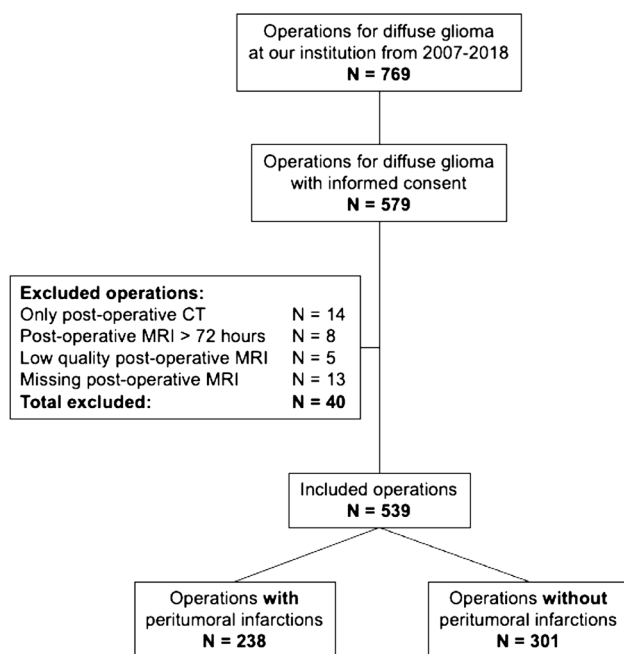 Operations for diffuse glioma
at our institution from 2007-2018
N = 769
Operations for diffuse glioma
with informed consent
N = 579
Excluded operations:
Only post-operative CT N = 14
Post-operative MRI > 72 hours N = 8
Low quality post-operative MRI N = 5
Missing post-operative MRI N = 13
Total excluded: N = 40
Included operations
N = 539
Operations with
peritumoral infarctions
N = 238
Operations without
peritumoral infarctions
N = 301